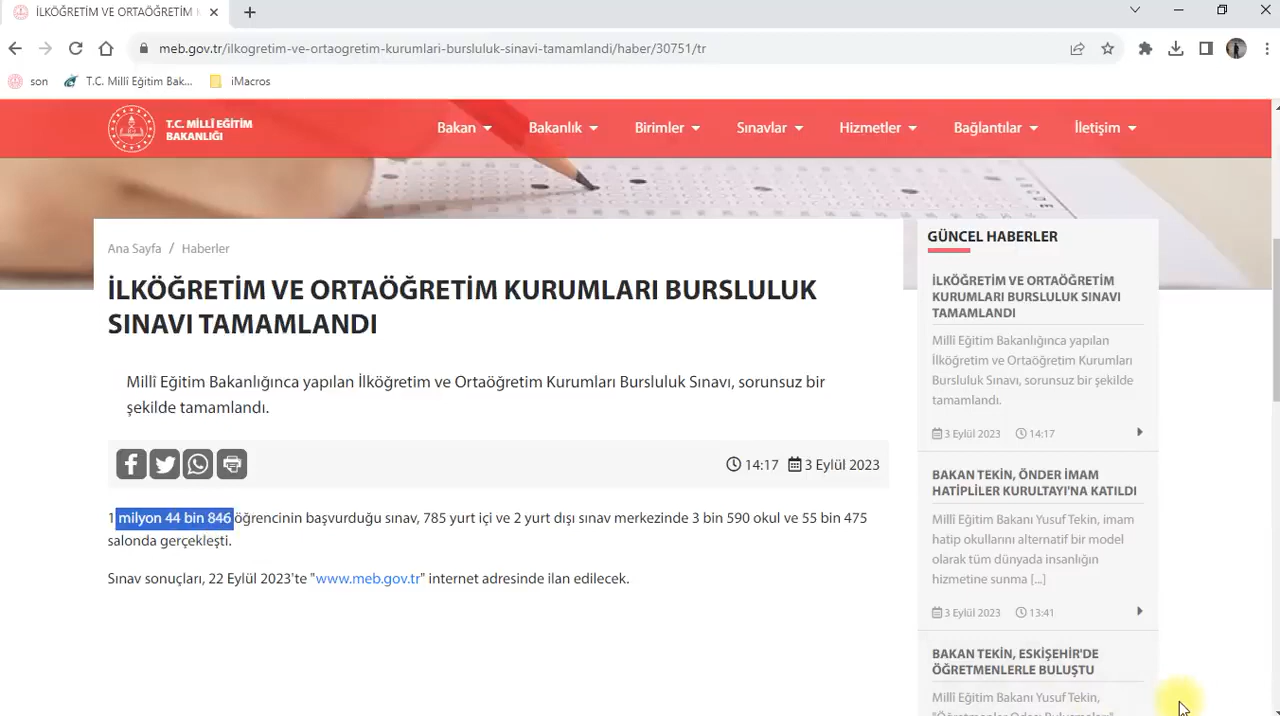 İLKÖĞRETİM VE ORTAÖĞRETİM
meb.gov.tr/ilkogretim-ve-ortaogretim-kurumlari-bursluluk-sinavi-tamamlandi/haber/30751/tr
son
T.C. Millî Eğitim Bak...
iMacros
T.C. MİLLÎ EĞİTİM
BAKANLIĞI
Bakan
Bakanlık
Birimler
Sınavlar
Hizmetler
Bağlantılar
İletişim
Ana Sayfa / Haberler
İLKÖĞRETİM VE ORTAÖĞRETİM KURUMLARI BURSLULUK
SINAVI TAMAMLANDI
Millî Eğitim Bakanlığınca yapılan İlköğretim ve Ortaöğretim Kurumları Bursluluk Sınavı, sorunsuz bir
şekilde tamamlandı.
14:17 3 Eylül 2023
1 milyon 44 bin 846 öğrencinin başvurduğu sınav, 785 yurt içi ve 2 yurt dışı sınav merkezinde 3 bin 590 okul ve 55 bin 475
salonda gerçekleşti.
Sınav sonuçları, 22 Eylül 2023'te "www.meb.gov.tr" internet adresinde ilan edilecek.
GÜNCEL HABERLER
İLKÖĞRETİM VE ORTAÖĞRETİM
KURUMLARI BURSLULUK SINAVI
TAMAMLANDI
Millî Eğitim Bakanlığınca yapılan
İlköğretim ve Ortaöğretim Kurumları
Bursluluk Sınavı, sorunsuz bir şekilde
tamamlandı.
3 Eylül 2023 14:17
BAKAN TEKİN, ÖNDER İMAM
HATİPLİLER KURULTAYI'NA KATILDI
Millî Eğitim Bakanı Yusuf Tekin, imam
hatip okullarını alternatif bir model
olarak tüm dünyada insanlığın
hizmetine sunma [...]
3 Eylül 2023 13:41
BAKAN TEKİN, ESKİŞEHİR'DE
ÖĞRETMENLERLE BULUŞTU
Millî Eğitim Bakanı Yusuf Tekin,
"Öğretmenler Odası Buluşmaları"